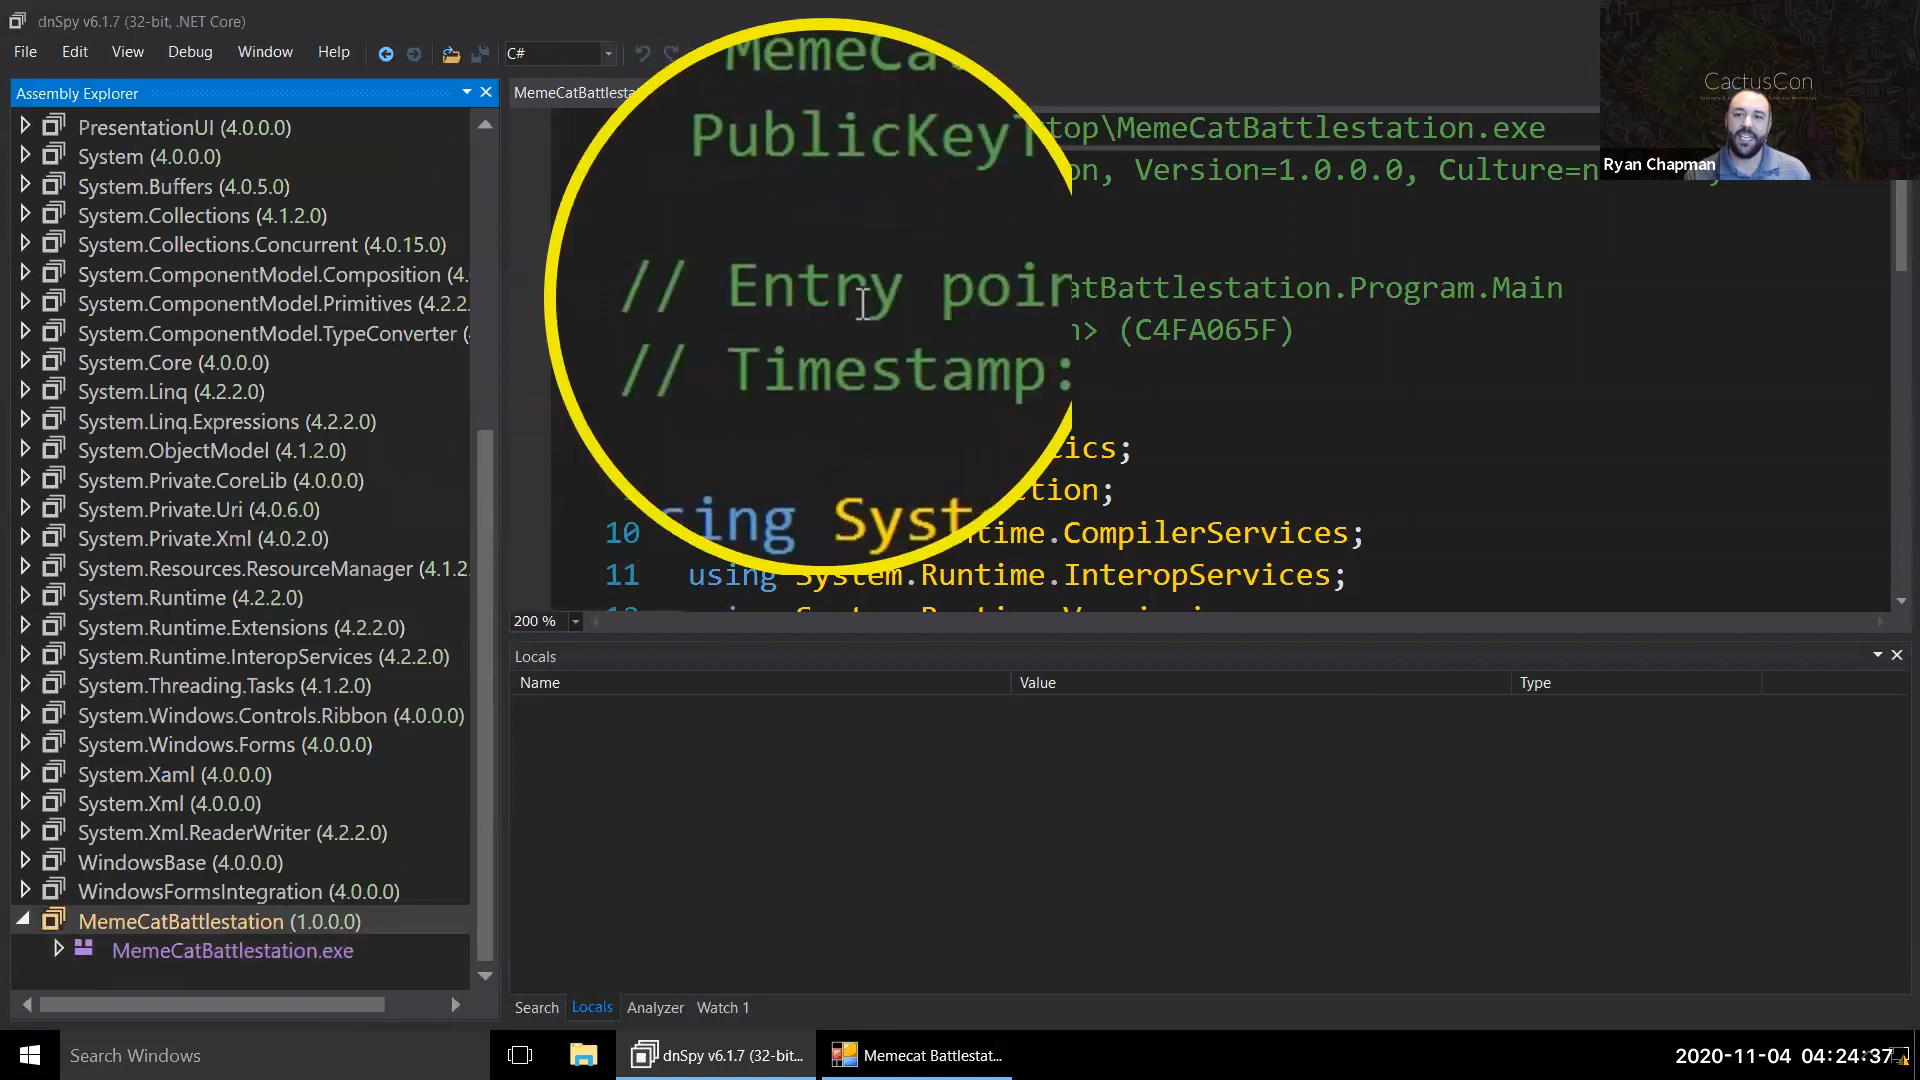 dnSpy v6.1.7 (32-bit, .NET Core)
File Edit View Debug Window Help C#
Assembly Explorer
PresentationUI (4.0.0.0)
System (4.0.0.0)
System.Buffers (4.0.5.0)
System.Collections (4.1.2.0)
System.Collections.Concurrent (4.0.15.0)
System.ComponentModel.Composition (4.
System.ComponentModel.Primitives (4.2.2.
System.ComponentModel.TypeConverter (
System.Core (4.0.0.0)
System.Linq (4.2.2.0)
System.Linq.Expressions (4.2.2.0)
System.ObjectModel (4.1.2.0)
System.Private.CoreLib (4.0.0.0)
System.Private.Uri (4.0.6.0)
System.Private.Xml (4.0.2.0)
System.Resources.ResourceManager (4.1.2.
System.Runtime (4.2.2.0)
System.Runtime.Extensions (4.2.2.0)
System.Runtime.InteropServices (4.2.2.0)
System.Threading.Tasks (4.1.2.0)
System.Windows.Controls.Ribbon (4.0.0.0)
System.Windows.Forms (4.0.0.0)
System.Xaml (4.0.0.0)
System.Xml (4.0.0.0)
System.Xml.ReaderWriter (4.2.2.0)
WindowsBase (4.0.0.0)
WindowsFormsIntegration (4.0.0.0)
MemeCatBattlestation (1.0.0.0)
MemeCatBattlestation.exe
MemeCatBattlesta
MemeCa
PublicKeyT
top\MemeCatBattlestation.exe
on, Version=1.0.0.0, Culture=n
// Entry poin
atBattlestation.Program.Main
// Timestamp:
> (C4FA065F)
tics;
ction;
sing Syst
10 ntime.CompilerServices;
11 using System.Runtime.InteropServices;
200 %
Locals
Name Value Type
Search Locals Analyzer Watch 1
CactusCon
Ryan Chapman
Search Windows
dnSpy v6.1.7 (32-bit...
Memecat Battlestat...
2020-11-04 04:24:37